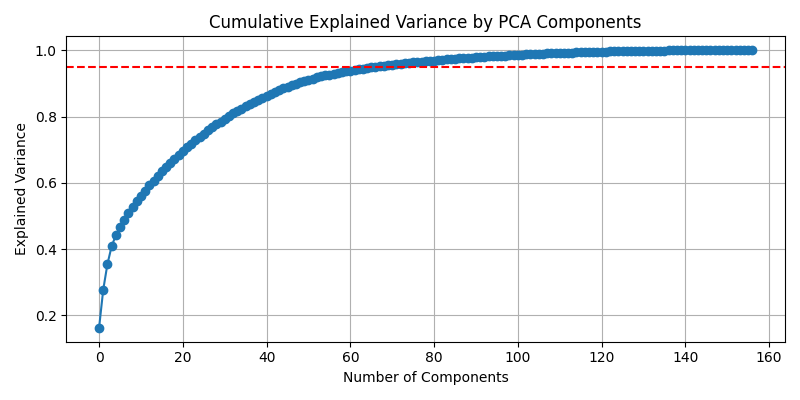 Cumulative Explained Variance by PCA Components
Explained Variance
1.0
0.8
0.6
0.4
0.2
0 20 40 60 80 100 120 140 160
Number of Components